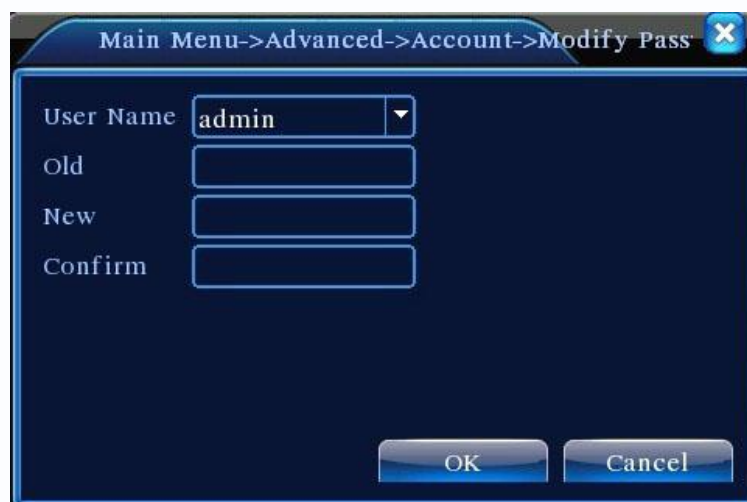 Main Menu->Advanced->Account->Modify Pass
User Name admin
Old
New
Confirm
OK Cancel